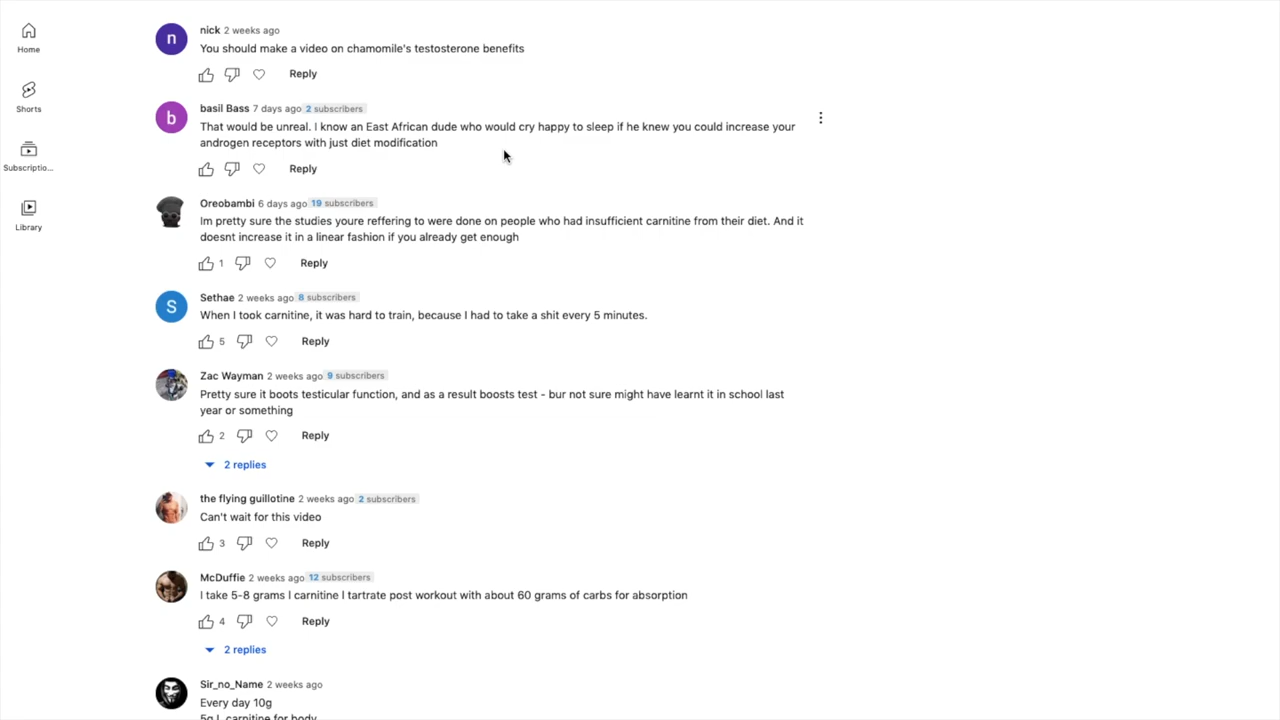 Home
Shorts
Subscriptio...
Library
n
nick 2 weeks ago
You should make a video on chamomile's testosterone benefits
Reply
b
basil Bass 7 days ago 2 subscribers
That would be unreal. I know an East African dude who would cry happy to sleep if he knew you could increase your
androgen receptors with just diet modification
Reply
Oreobambi 6 days ago 19 subscribers
Im pretty sure the studies youre reffering to were done on people who had insufficient carnitine from their diet. And it
doesnt increase it in a linear fashion if you already get enough
1 Reply
S
Sethae 2 weeks ago 8 subscribers
When I took carnitine, it was hard to train, because I had to take a shit every 5 minutes.
5 Reply
Zac Wayman 2 weeks ago 9 subscribers
Pretty sure it boots testicular function, and as a result boosts test - bur not sure might have learnt it in school last
year or something
2 Reply
2 replies
the flying guillotine 2 weeks ago 2 subscribers
Can't wait for this video
3 Reply
McDuffie 2 weeks ago 12 subscribers
I take 5-8 grams l carnitine l tartrate post workout with about 60 grams of carbs for absorption
4 Reply
2 replies
Sir_no_Name 2 weeks ago
Every day 10g
5g L carnitine for body